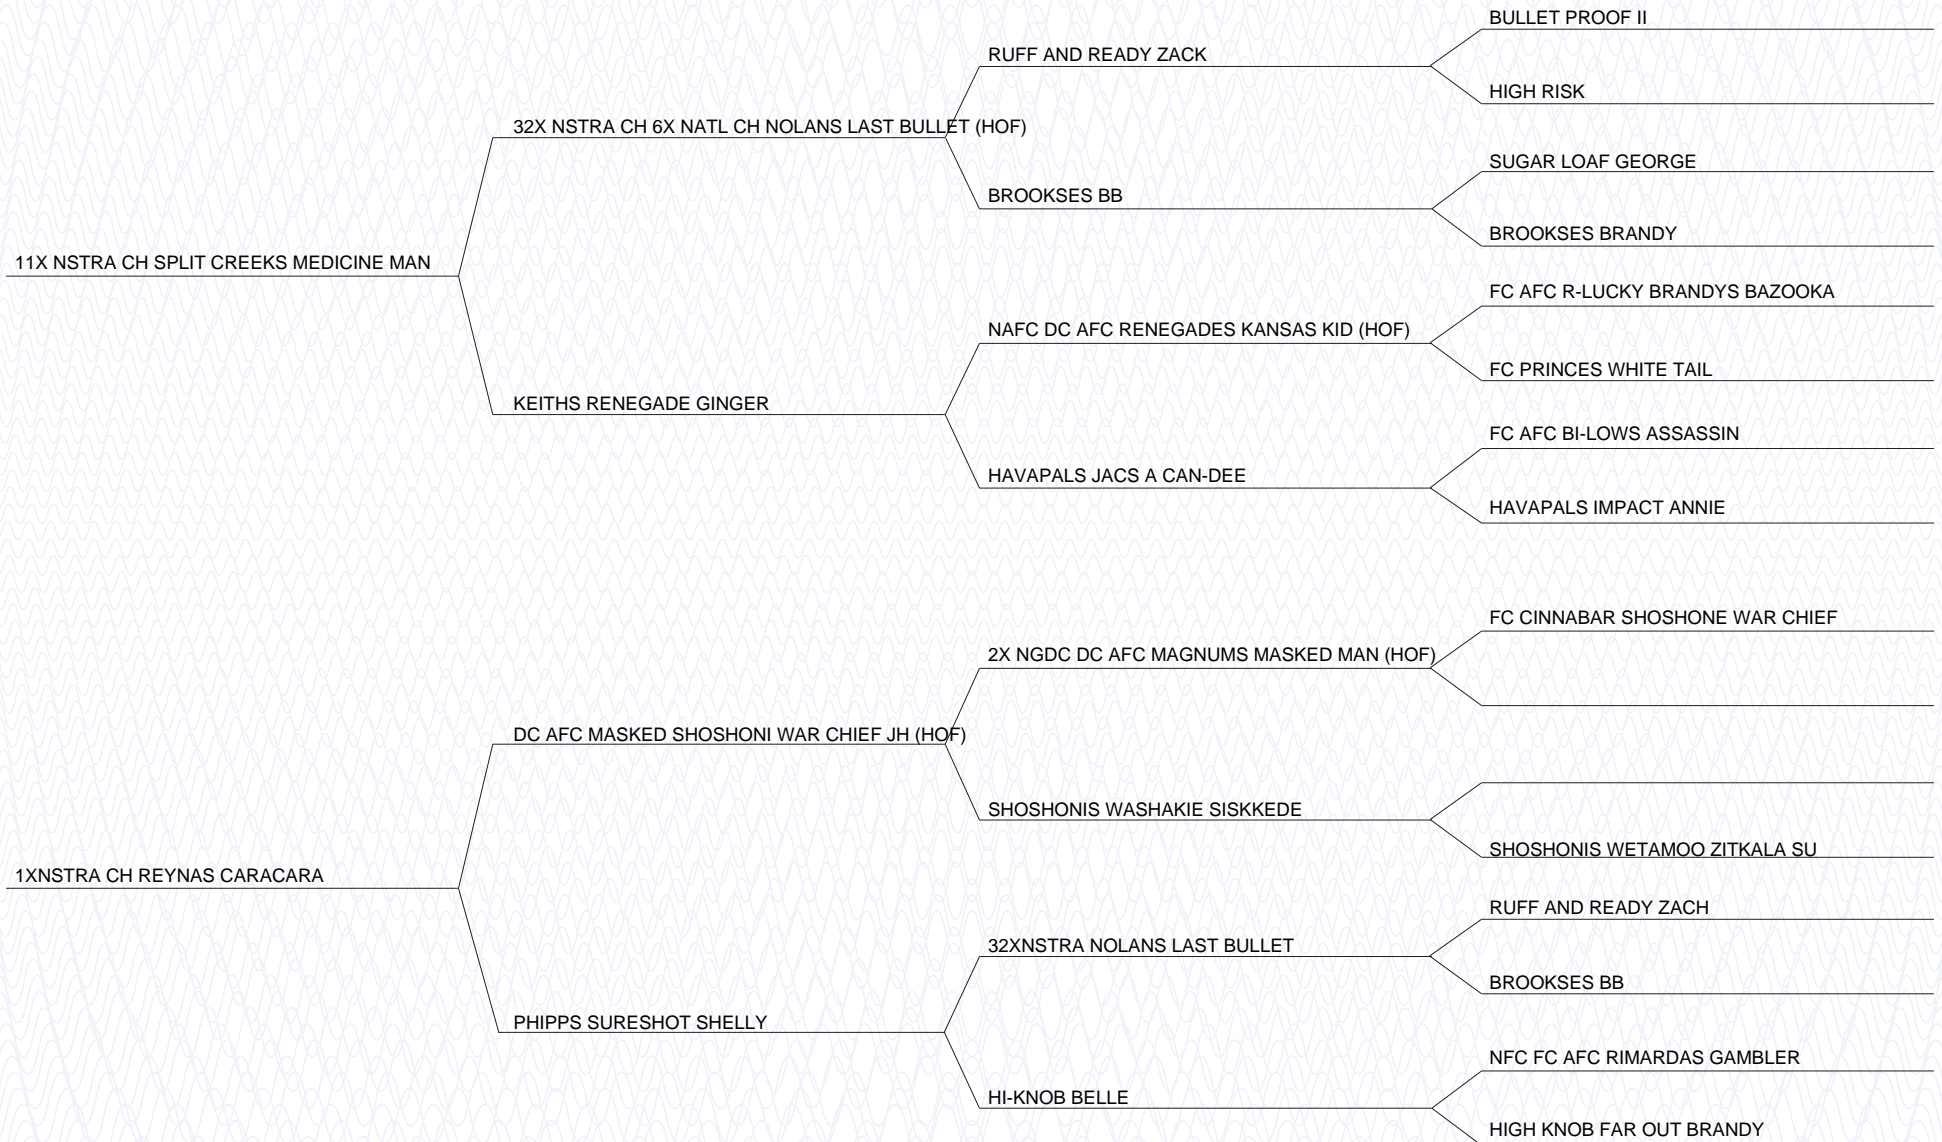 BULLET PROOF II
RUFF AND READY ZACK
HIGH RISK
32X NSTRA CH 6X NATL CH NOLANS LAST BULLET (HOF)
SUGAR LOAF GEORGE
BROOKSES BB
BROOKSES BRANDY
11X NSTRA CH SPLIT CREEKS MEDICINE MAN
FC AFC R-LUCKY BRANDYS BAZOOKA
NAFC DC AFC RENEGADES KANSAS KID (HOF)
FC PRINCES WHITE TAIL
KEITHS RENEGADE GINGER
FC AFC BI-LOWS ASSASSIN
HAVAPALS JACS A CAN-DEE
HAVAPALS IMPACT ANNIE
FC CINNABAR SHOSHONE WAR CHIEF
2X NGDC DC AFC MAGNUMS MASKED MAN (HOF)
DC AFC MASKED SHOSHONI WAR CHIEF JH (HOF)
SHOSHONIS WASHAKIE SISKKEDE
SHOSHONIS WETAMOO ZITKALA SU
1XNSTRA CH REYNAS CARACARA
RUFF AND READY ZACH
32XNSTRA NOLANS LAST BULLET
BROOKSES BB
PHIPPS SURESHOT SHELLY
NFC FC AFC RIMARDAS GAMBLER
HI-KNOB BELLE
HIGH KNOB FAR OUT BRANDY